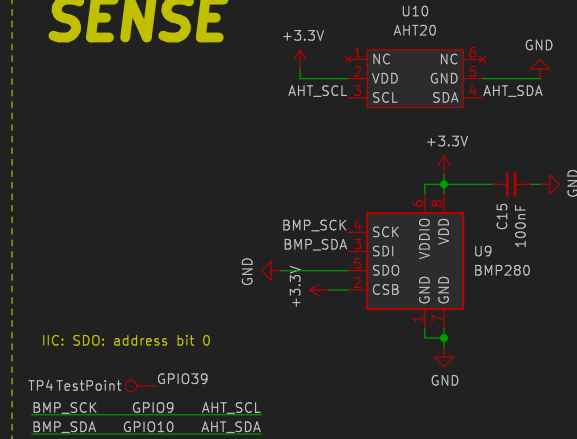 SENSE
U10
AHT20
+3.3V
GND
1 NC NC 6
2 VDD GND 5
AHT_SCL 3 SCL SDA 4 AHT_SDA
+3.3V
GND
C15
100nF
6 8
VDDIO VDD
BMP_SCK 4 SCK
BMP_SDA 3 SDI
U9
GND 5 SDO
BMP280
+3.3V 2 CSB
GND GND
1 7
GND
IIC: SDO: address bit 0
TP4 TestPoint GPIO39
BMP_SCK GPIO9 AHT_SCL
BMP_SDA GPIO10 AHT_SDA